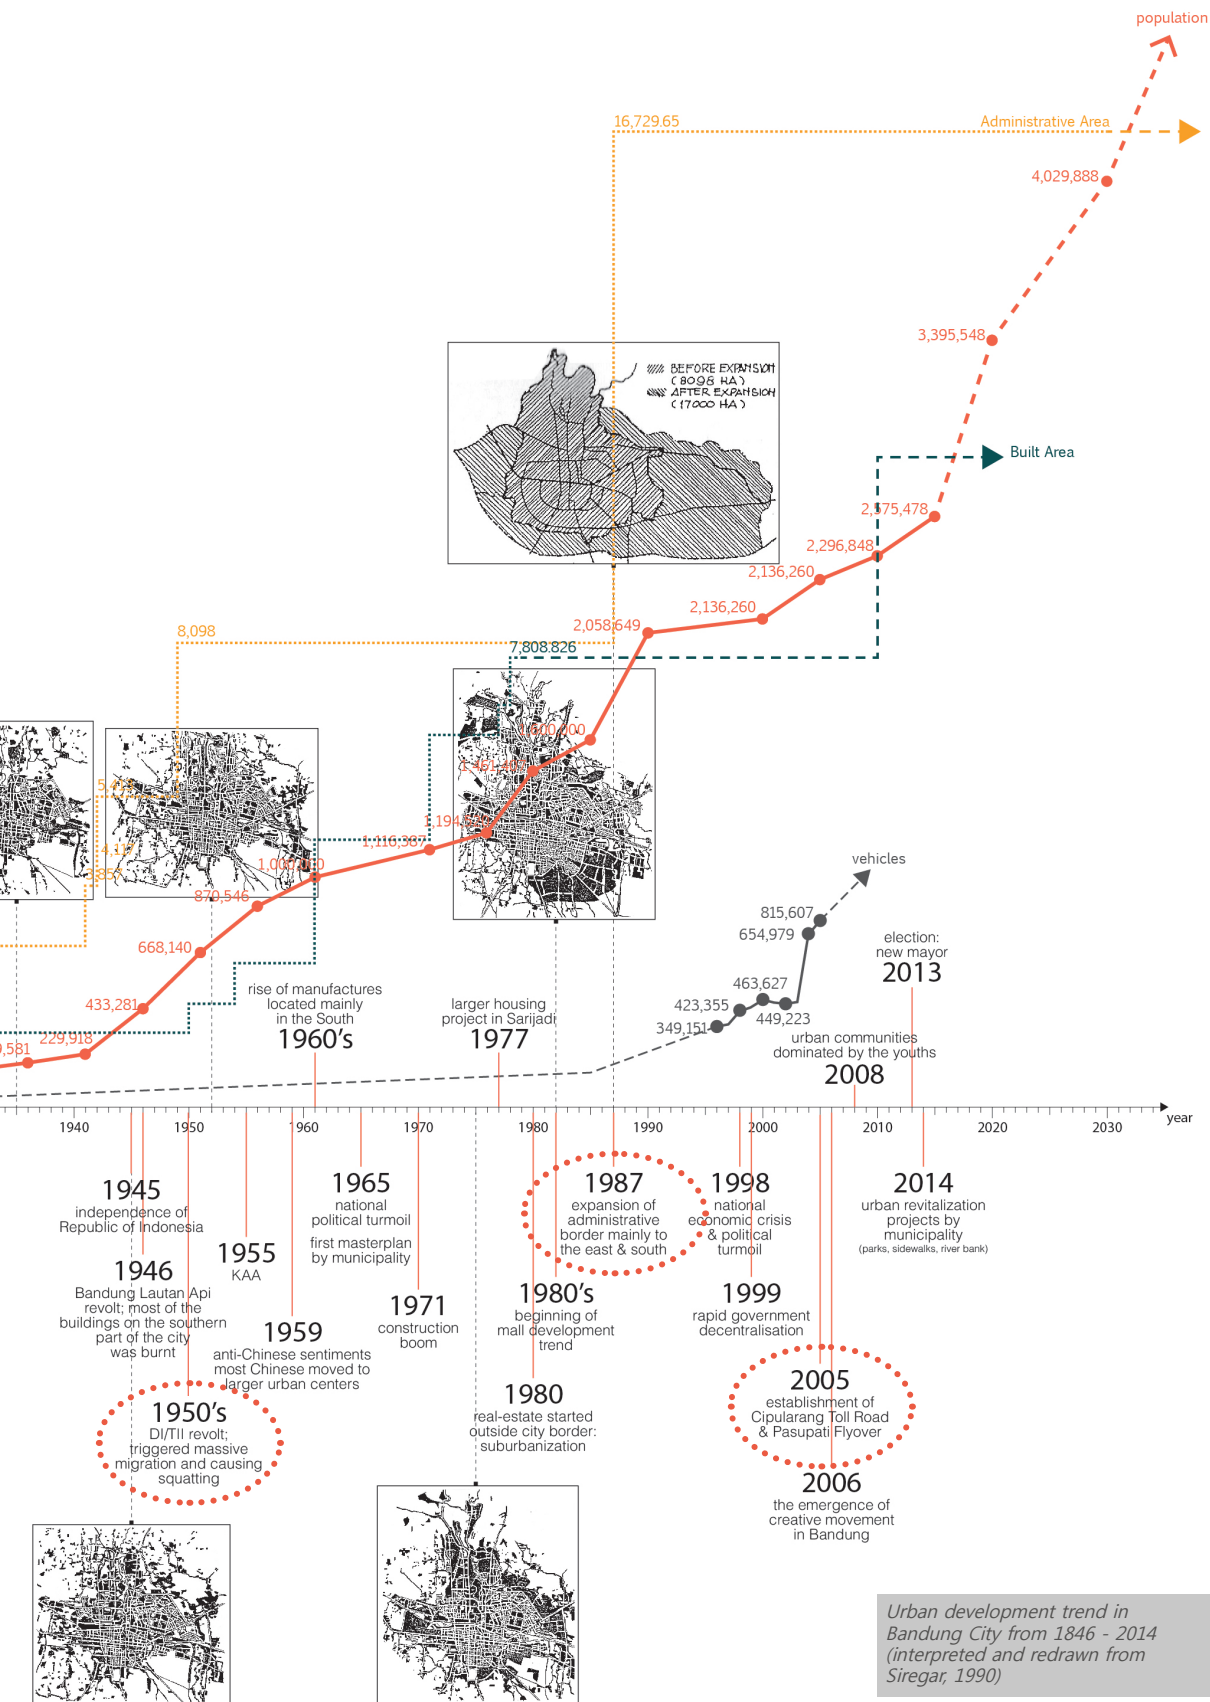 population
16,729.65
Administrative Area
4,029,888
3,395,548
BEFORE EXPANSION
(8098 HA)
AFTER EXPANSION
(17000 HA)
Built Area
2,575,478
2,296,848
2,136,260
2,136,260
2,058,649
8,098
7,808.826
1,600,000
1,461,407
5,413
1,194,
1,116,387
4,117
3,857
1,000,000
870,546
vehicles
815,607
654,979
668,140
election:
new mayor
2013
463,627
423,355
449,223
349,151
rise of manufactures
located mainly
in the South
1960's
larger housing
project in Sarijadi
1977
433,281
229,918
9,581
urban communities
dominated by the youths
2008
year
1940
1950
1960
1970
1980
1990
2000
2010
2020
2030
1945
independence of
Republic of Indonesia
1946
Bandung Lautan Api
revolt; most of the
buildings on the southern
part of the city
was burnt
1950's
DI/TII revolt;
triggered massive
migration and causing
squatting
1955
KAA
1959
anti-Chinese sentiments
most Chinese moved to
larger urban centers
1965
national
political turmoil
first masterplan
by municipality
1971
construction
boom
1987
expansion of
administrative
border mainly to
the east & south
1980's
beginning of
mall development
trend
1980
real-estate started
outside city border:
suburbanization
1998
national
economic crisis
& political
turmoil
1999
rapid government
decentralisation
2005
establishment of
Cipularang Toll Road
& Pasupati Flyover
2006
the emergence of
creative movement
in Bandung
2014
urban revitalization
projects by
municipality
(parks, sidewalks, river bank)
Urban development trend in
Bandung City from 1846 - 2014
(interpreted and redrawn from
Siregar, 1990)